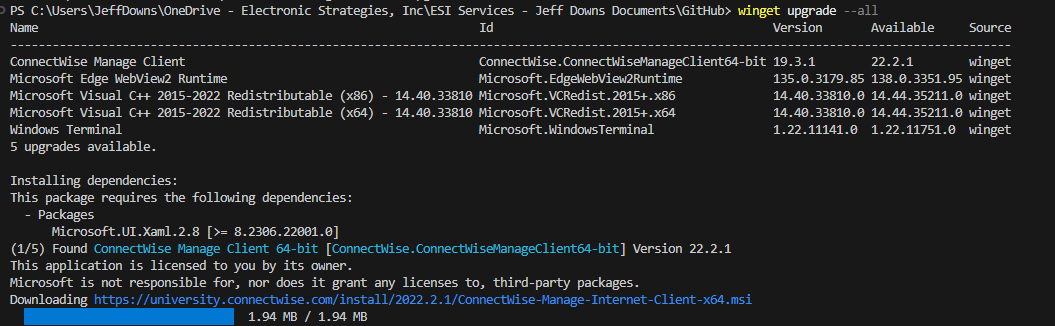 PS C:\Users\JeffDowns\OneDrive - Electronic Strategies, Inc\ESI Services - Jeff Downs Documents\GitHub> winget upgrade --all
Name Id Version Available Source
-----------------------------------------------------------------------------------------------------------------------------------------
ConnectWise Manage Client ConnectWise.ConnectWiseManageClient64-bit 19.3.1 22.2.1 winget
Microsoft Edge WebView2 Runtime Microsoft.EdgeWebView2Runtime 135.0.3179.85 138.0.3351.95 winget
Microsoft Visual C++ 2015-2022 Redistributable (x86) - 14.40.33810 Microsoft.VCRedist.2015+.x86 14.40.33810.0 14.44.35211.0 winget
Microsoft Visual C++ 2015-2022 Redistributable (x64) - 14.40.33810 Microsoft.VCRedist.2015+.x64 14.40.33810.0 14.44.35211.0 winget
Windows Terminal Microsoft.WindowsTerminal 1.22.11141.0 1.22.11751.0 winget
5 upgrades available.
Installing dependencies:
This package requires the following dependencies:
- Packages
Microsoft.UI.Xaml.2.8 [>= 8.2306.22001.0]
(1/5) Found ConnectWise Manage Client 64-bit [ConnectWise.ConnectWiseManageClient64-bit] Version 22.2.1
This application is licensed to you by its owner.
Microsoft is not responsible for, nor does it grant any licenses to, third-party packages.
Downloading https://university.connectwise.com/install/2022.2.1/ConnectWise-Manage-Internet-Client-x64.msi
1.94 MB / 1.94 MB